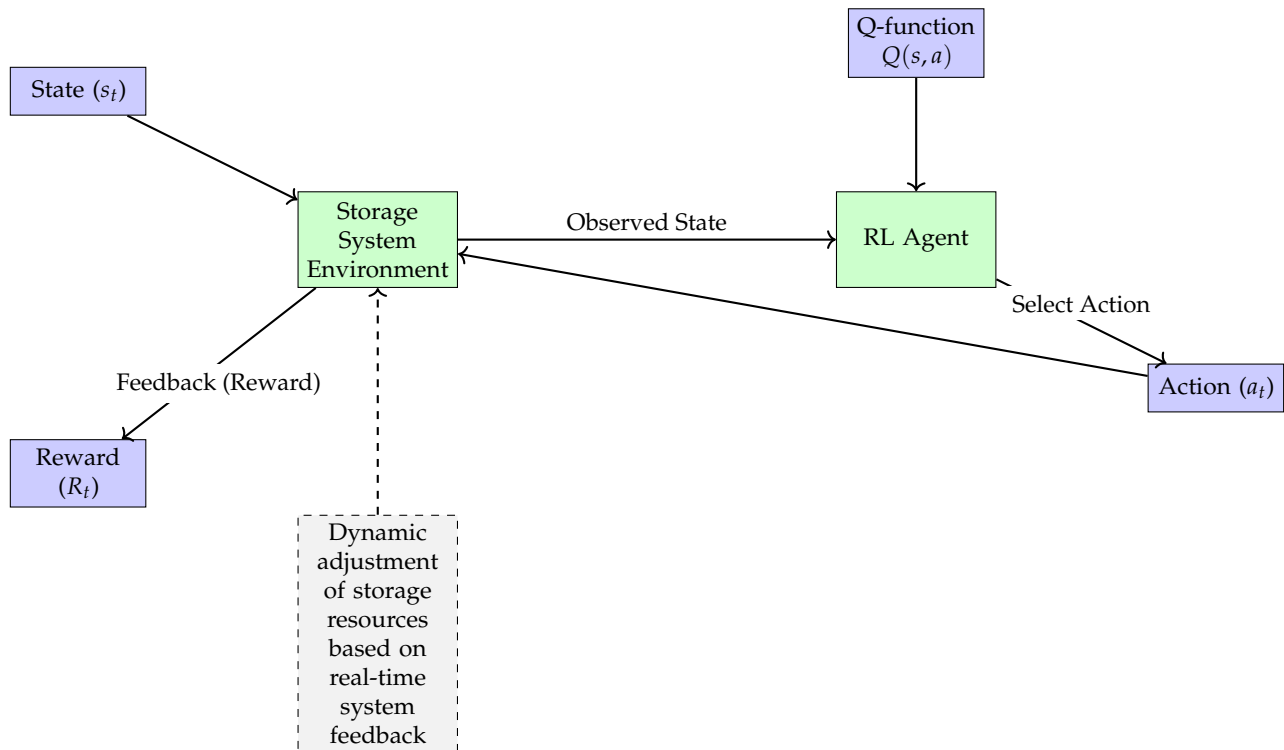 Q-function
Q(s, a)
State (s_t)
Storage
System
Environment
Observed State
RL Agent
Select Action
Feedback (Reward)
Action (a_t)
Reward
(R_t)
Dynamic
adjustment
of storage
resources
based on
real-time
system
feedback